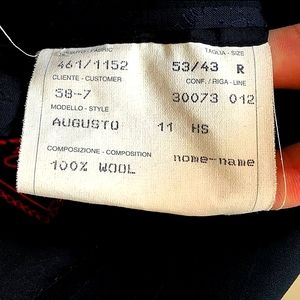 TESSUTO - FABRIC TAGLIA - SIZE
461/1152 53/43 R
CLIENTE - CUSTOMER CONF./RIGA - LINE
58-7 30073 012
MODELLO - STYLE
AUGUSTO 11 HS
COMPOSIZIONE - COMPOSITION nome-name
100% WOOL